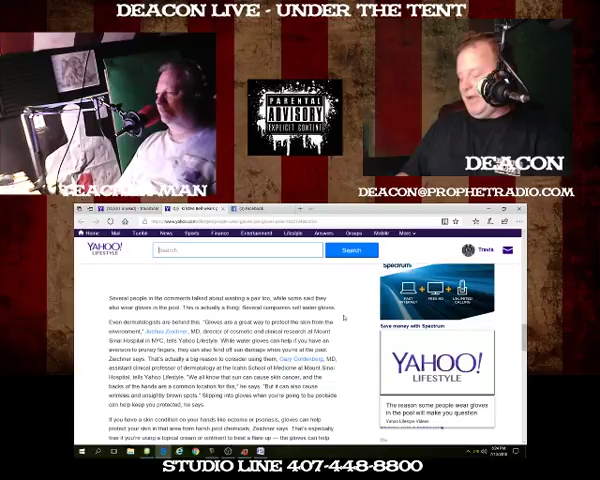 DEACON LIVE - UNDER THE TENT
PARENTAL
ADVISORY
EXPLICIT CONTENT
TEACHER MAN
DEACON
DEACON@PROPHETRADIO.COM
Home
Mail
Tumblr
News
Sports
Finance
Entertainment
Lifestyle
Answers
Groups
Mobile
More
YAHOO!
LIFESTYLE
Search
Search
Travis
Several people in the comments talked about wanting a pair too, while some said they
also wear gloves in the pool. This is actually a thing: Several companies sell water gloves.
Even dermatologists are behind this. "Gloves are a great way to protect the skin from the
environment," Joshua Zeichner, MD, director of cosmetic and clinical research at Mount
Sinai Hospital in NYC, tells Yahoo Lifestyle. While water gloves can help if you have an
aversion to pruney fingers, they can also fend off sun damage when you're at the pool,
Zeichner says. That's actually a big reason to consider using them, Gary Goldenberg, MD,
assistant clinical professor of dermatology at the Icahn School of Medicine at Mount Sinai
Hospital, tells Yahoo Lifestyle. "We all know that sun can cause skin cancer, and the
backs of the hands are a common location for this," he says. "But it can also cause
wrinkles and unsightly brown spots." Slipping into gloves when you're going to be poolside
can help keep you protected, he says.
If you have a skin condition on your hands like eczema or psoriasis, gloves can help
protect your skin in that area from harsh pool chemicals, Zeichner says. That's especially
true if you're using a topical cream or ointment to treat a flare-up — the gloves can help
Spectrum
FAST INTERNET
FREE HD
UNLIMITED CALLING
Save money with Spectrum
YAHOO!
LIFESTYLE
The reason some people wear gloves
in the pool will make you question
Yahoo Lifestyle Videos
STUDIO LINE 407-448-8800